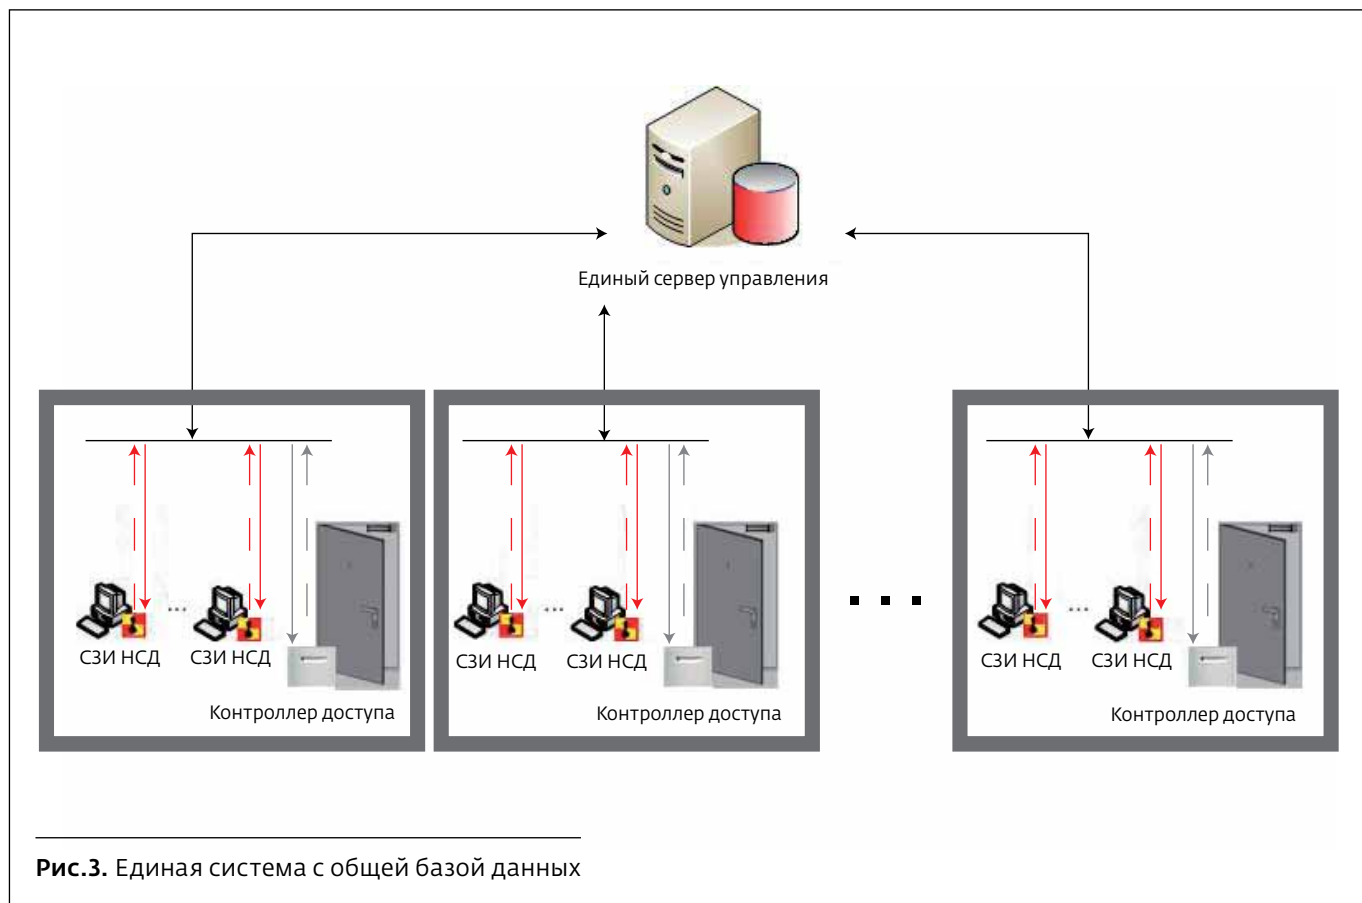 Единый сервер управления
СЗИ НСД
... 
СЗИ НСД
Контроллер доступа
СЗИ НСД
...
СЗИ НСД
Контроллер доступа
...
СЗИ НСД
...
СЗИ НСД
Контроллер доступа
Рис.3. Единая система с общей базой данных